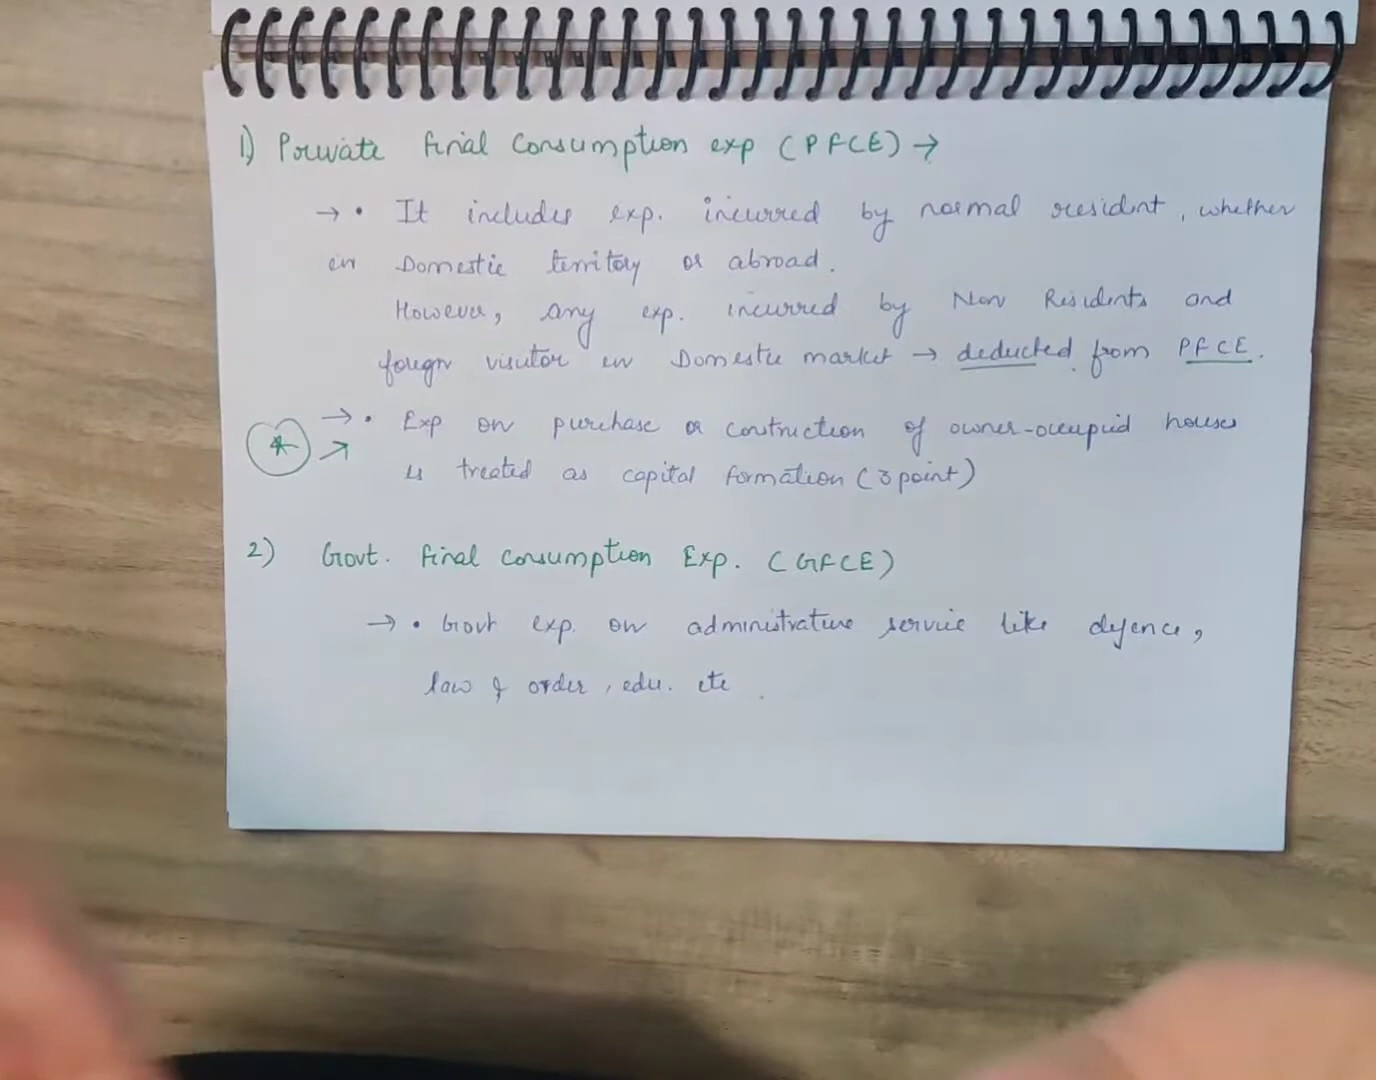 1) Private final Consumption exp (PFCE) →
→ • It includes exp. incurred by normal resident, whether
in Domestic territory or abroad.
However, any exp. incurred by Non Residents and
foreign visitor in Domestic market → deducted from PFCE.
→ • Exp on purchase or contruction of owner-occupied houses
* → is treated as capital formation (3 point)
2) Govt. final consumption Exp. (GFCE)
→ • Govt exp. on administrative service like defence,
law & order, edu. etc.